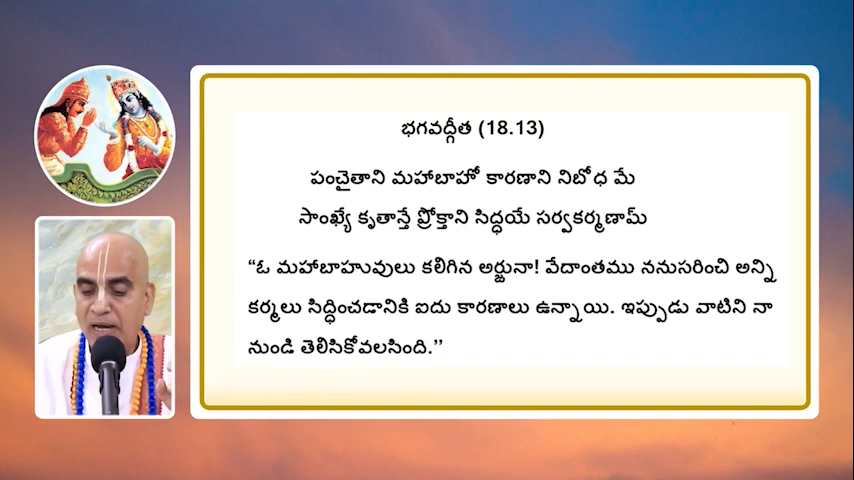 భగవద్గీత (18.13)
పంచైతాని మహాబాహో కారణాని నిబోధ మే
సాంఖ్యే కృతాన్తే ప్రోక్తాని సిద్ధయే సర్వకర్మణామ్
“ఓ మహాబాహువులు కలిగిన అర్జునా! వేదాంతము ననుసరించి అన్ని
కర్మలు సిద్ధించడానికి ఐదు కారణాలు ఉన్నాయి. ఇప్పుడు వాటిని నా
నుండి తెలిసికోవలసింది.’’